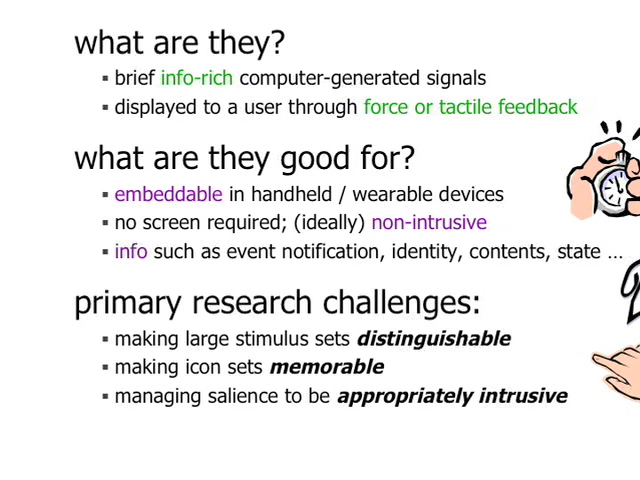 what are they?
▪ brief info-rich computer-generated signals
▪ displayed to a user through force or tactile feedback
what are they good for?
▪ embeddable in handheld / wearable devices
▪ no screen required; (ideally) non-intrusive
▪ info such as event notification, identity, contents, state ...
primary research challenges:
▪ making large stimulus sets distinguishable
▪ making icon sets memorable
▪ managing salience to be appropriately intrusive